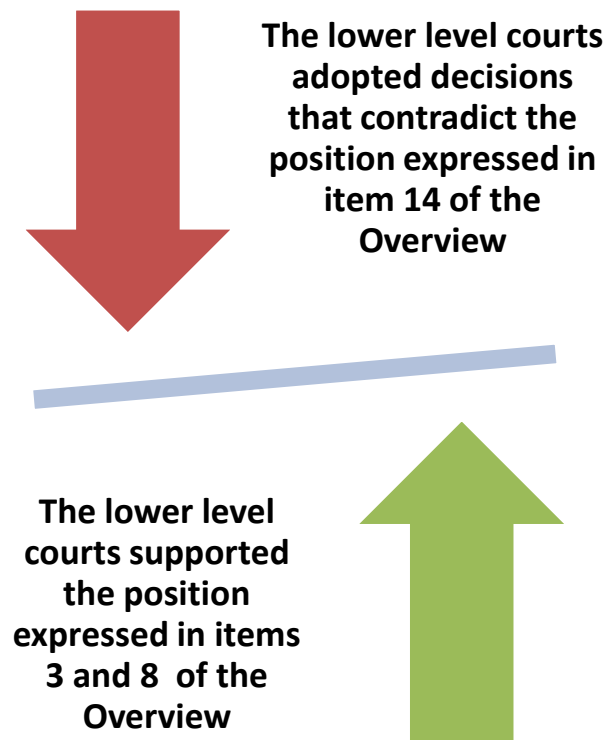 The lower level courts
adopted decisions
that contradict the
position expressed in
item 14 of the
Overview
The lower level
courts supported
the position
expressed in items
3 and 8  of the
Overview